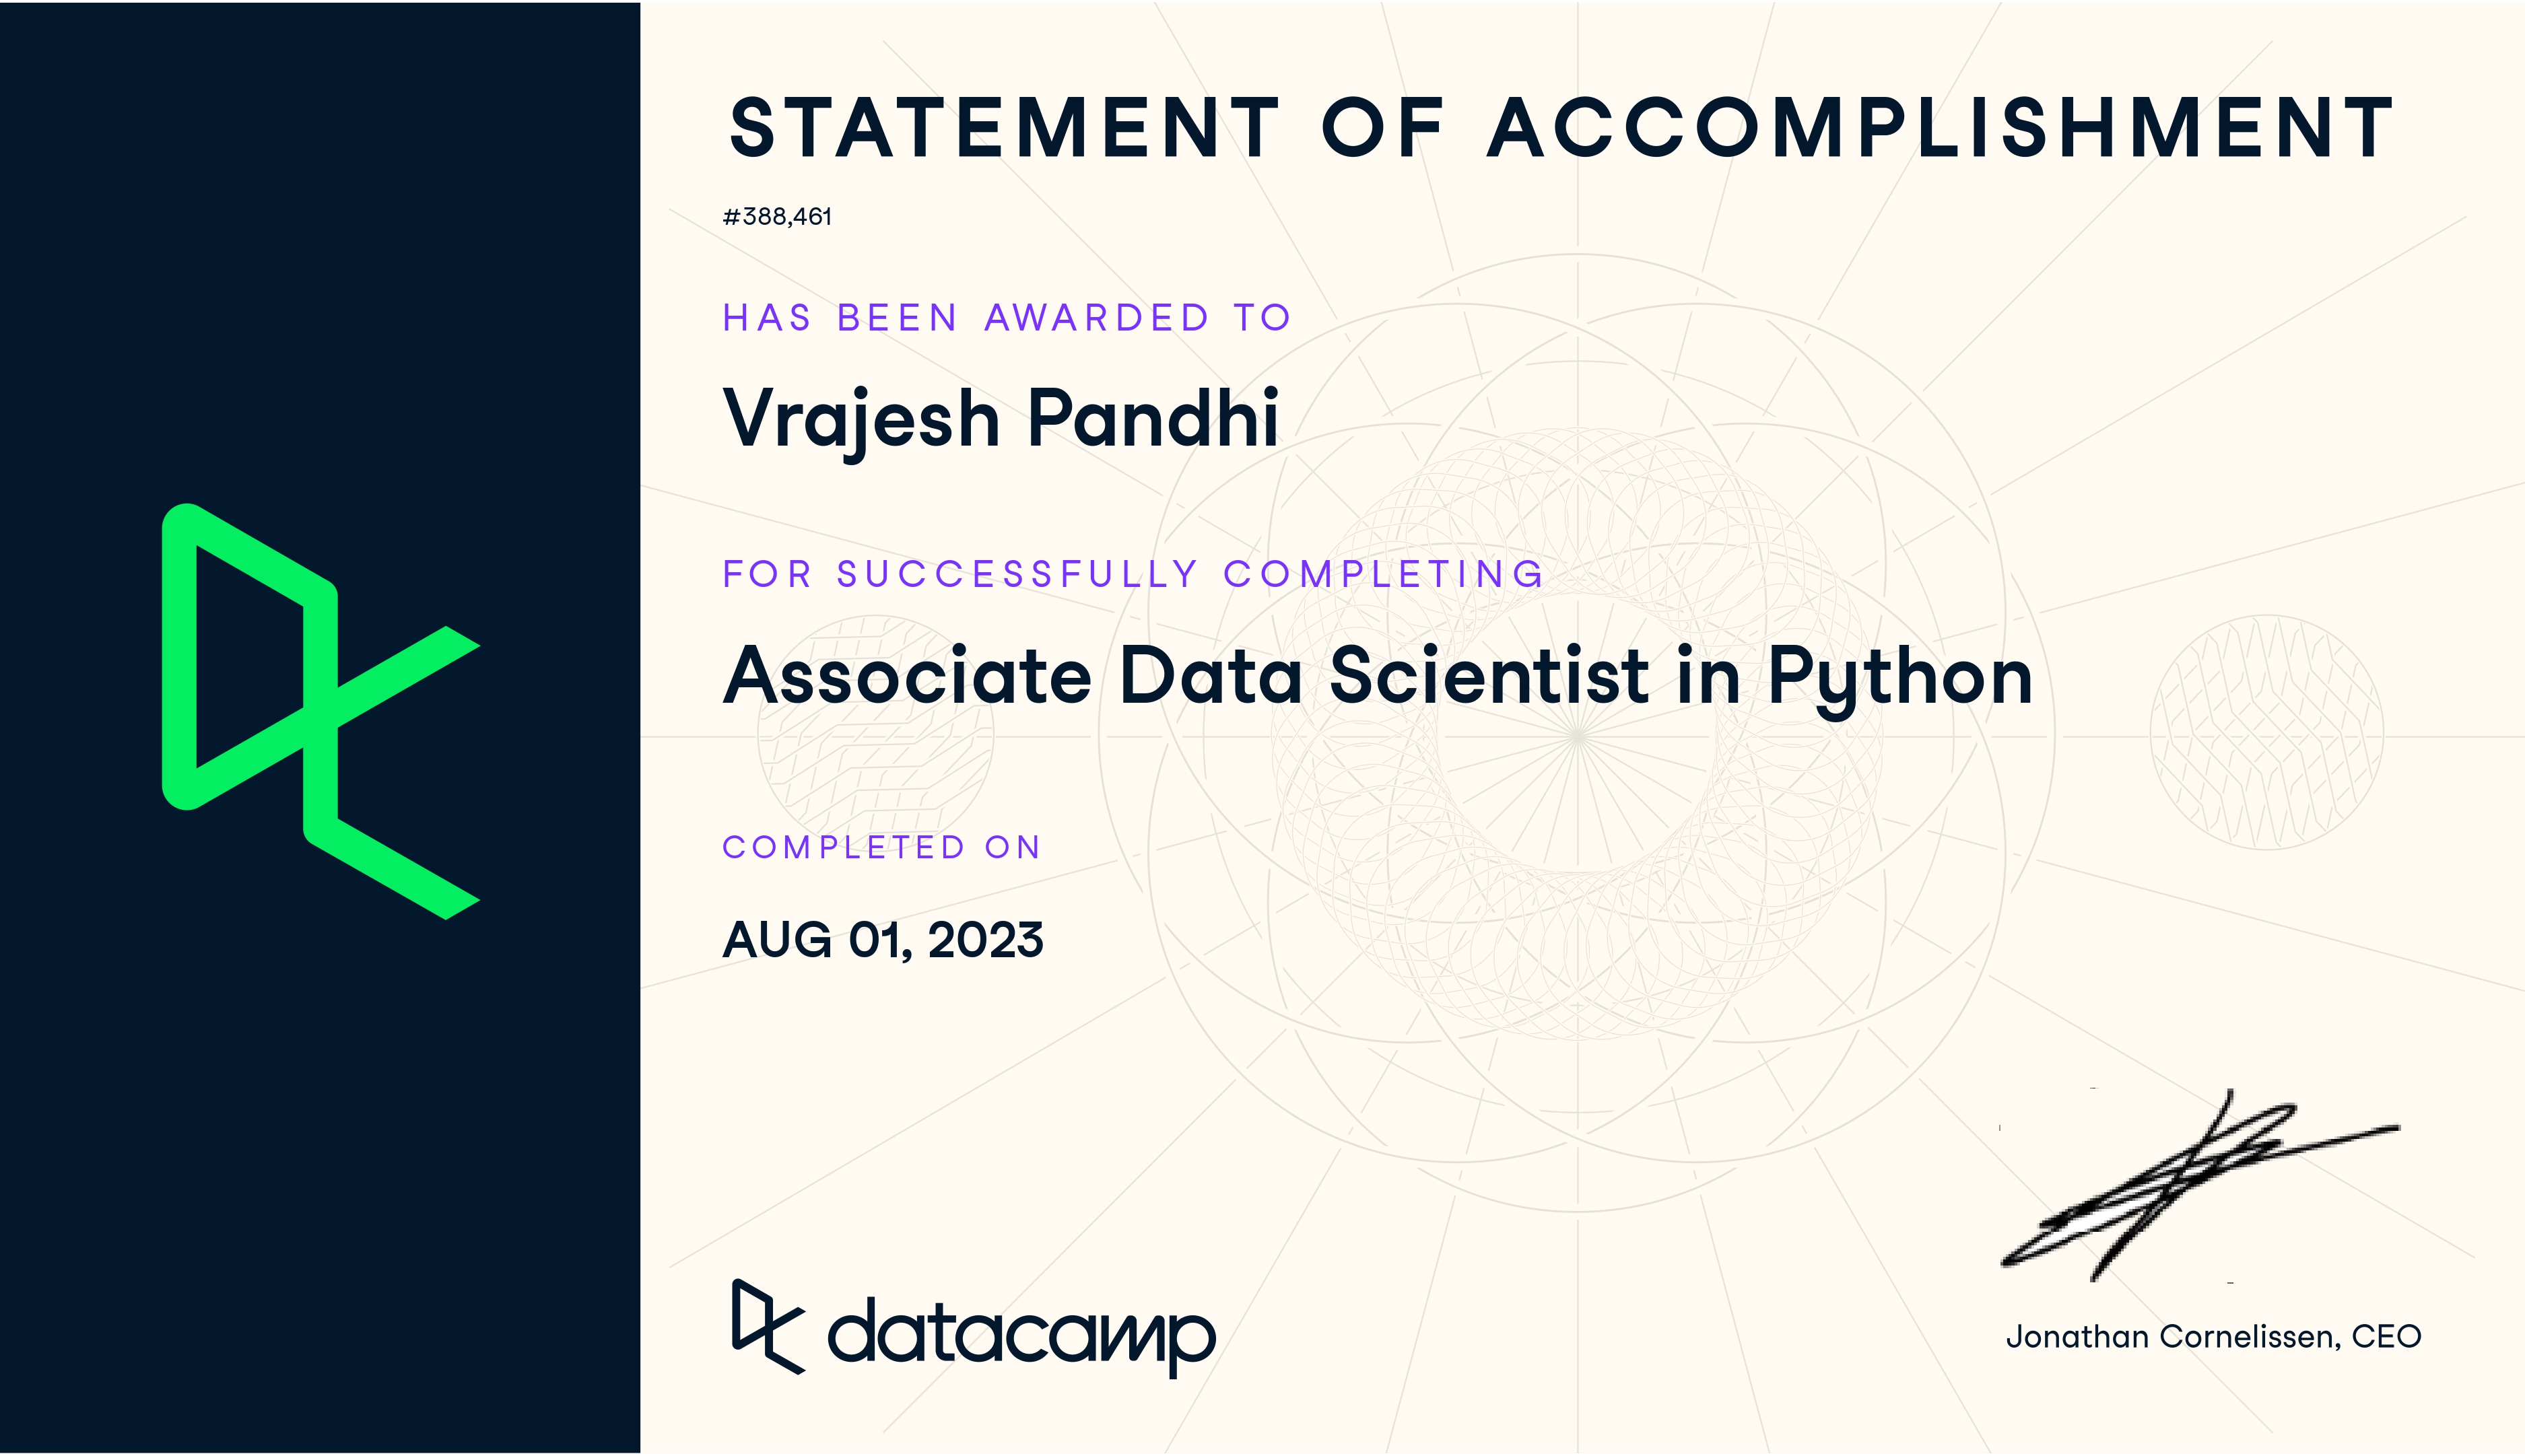 STATEMENT OF ACCOMPLISHMENT
#388,461
HAS BEEN AWARDED TO
Vrajesh Pandhi
FOR SUCCESSFULLY COMPLETING
Associate Data Scientist in Python
COMPLETED ON
AUG 01, 2023
datacamp
Jonathan Cornelissen, CEO